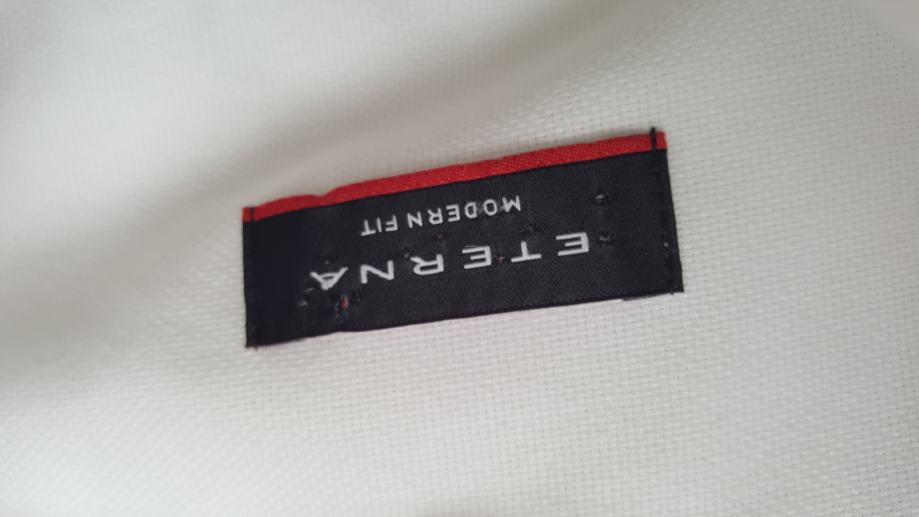 ETERNA
MODERN FIT